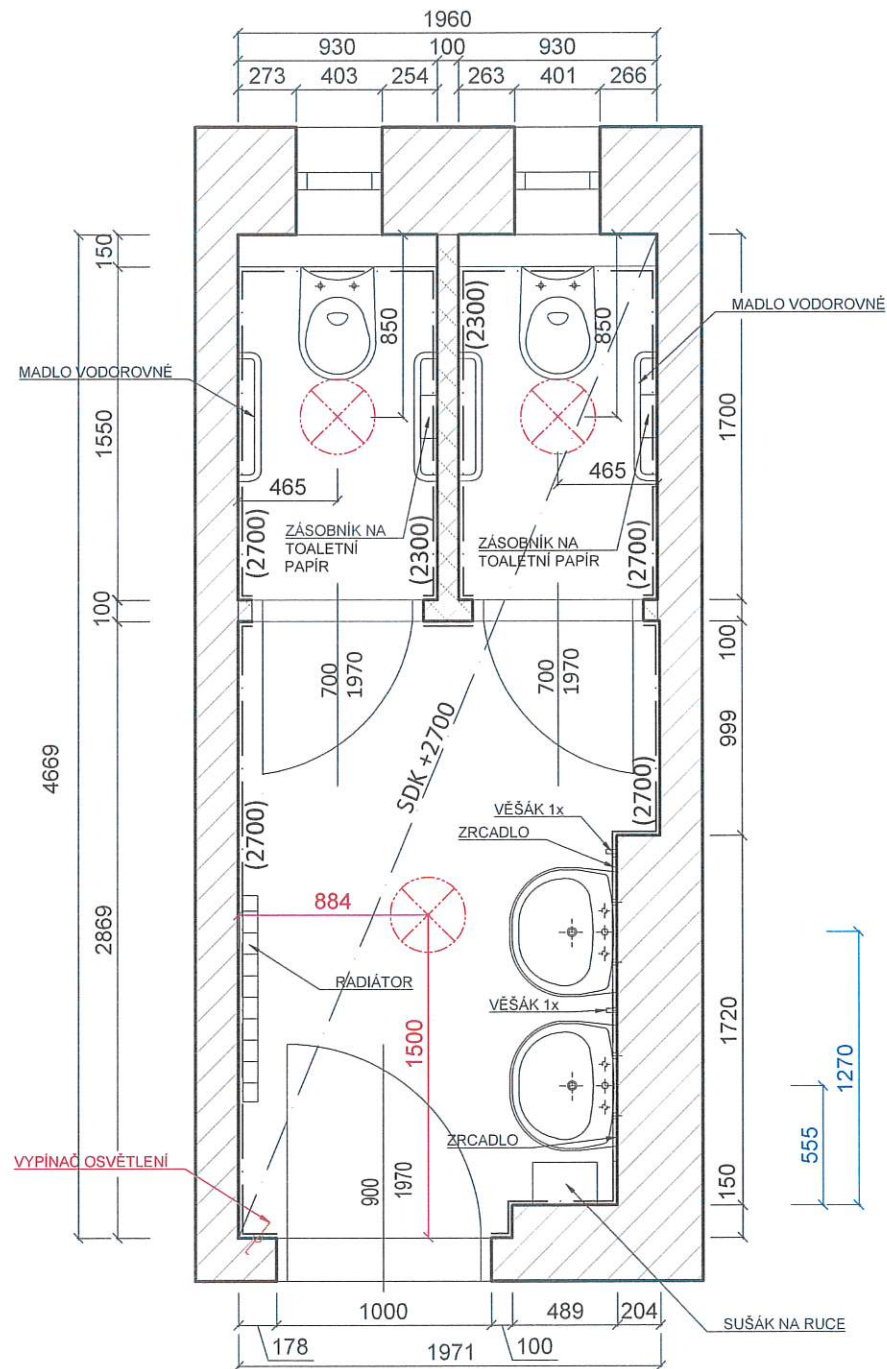 1960
930 100 930
273 403 254 263 401 266
150
850
(2300)
850
MADLO VODOROVNÉ
MADLO VODOROVNÉ
1550
1700
465
465
ZÁSOBNÍK NA
TOALETNÍ
PAPÍR
ZÁSOBNÍK NA
TOALETNÍ PAPÍR
(2700)
(2300)
(2700)
100
100
700
1970
700
1970
999
4669
SDK +2700
(2700)
(2700)
VĚŠÁK 1x
ZRCADLO
884
2869
RADIÁTOR
VĚŠÁK 1x
1500
1720
1270
555
ZRCADLO
VYPÍNAČ OSVĚTLENÍ
900
1970
150
1000 489 204
SUŠÁK NA RUCE
178 1971 100